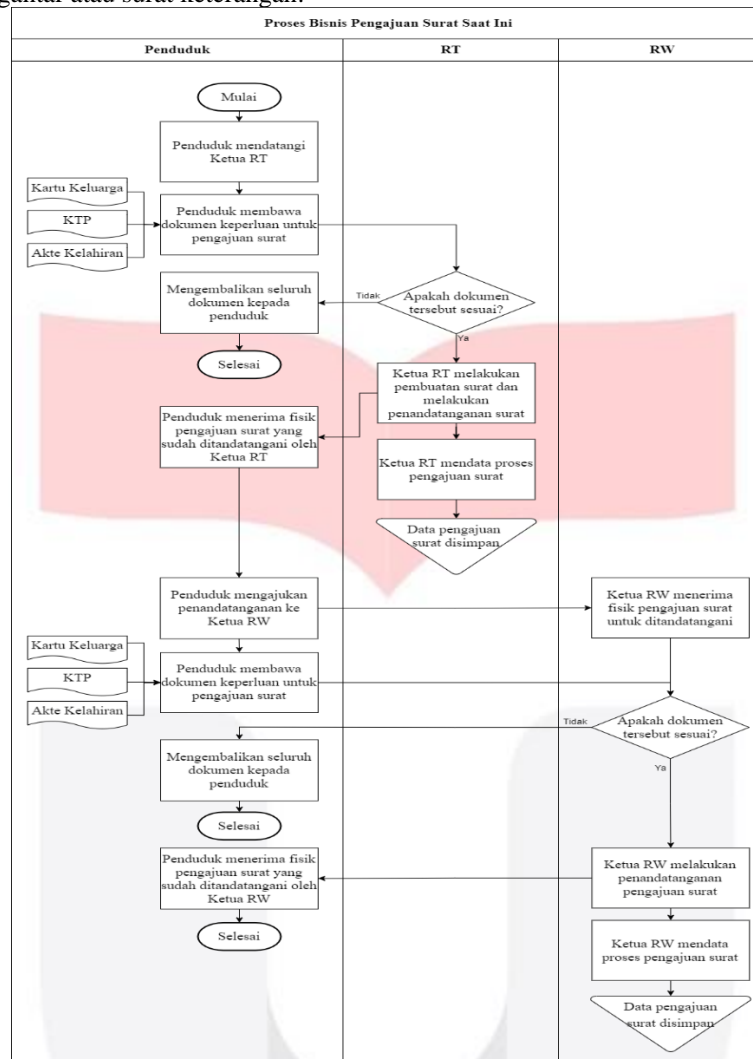 gantar atau surat keterangan.
Proses Bisnis Pengajuan Surat Saat Ini
Penduduk
RT
RW
Mulai
Penduduk mendatangi
Ketua RT
Kartu Keluarga
KTP
Akte Kelahiran
Penduduk membawa
dokumen keperluan untuk
pengajuan surat
Apakah dokumen
tersebut sesuai?
Tidak
Mengembalikan seluruh
dokumen kepada
penduduk
Selesai
Ya
Ketua RT melakukan
pembuatan surat dan
melakukan
penandatanganan surat
Penduduk menerima fisik
pengajuan surat yang
sudah ditandatangani oleh
Ketua RT
Ketua RT mendata proses
pengajuan surat
Data pengajuan
surat disimpan
Penduduk mengajukan
penandatanganan ke
Ketua RW
Ketua RW menerima
fisik pengajuan surat
untuk ditandatangani
Kartu Keluarga
KTP
Akte Kelahiran
Penduduk membawa
dokumen keperluan untuk
pengajuan surat
Apakah dokumen
tersebut sesuai?
Tidak
Mengembalikan seluruh
dokumen kepada
penduduk
Selesai
Ya
Ketua RW melakukan
penandatanganan
pengajuan surat
Penduduk menerima fisik
pengajuan surat yang
sudah ditandatangani oleh
Ketua RW
Selesai
Ketua RW mendata
proses pengajuan surat
Data pengajuan
surat disimpan